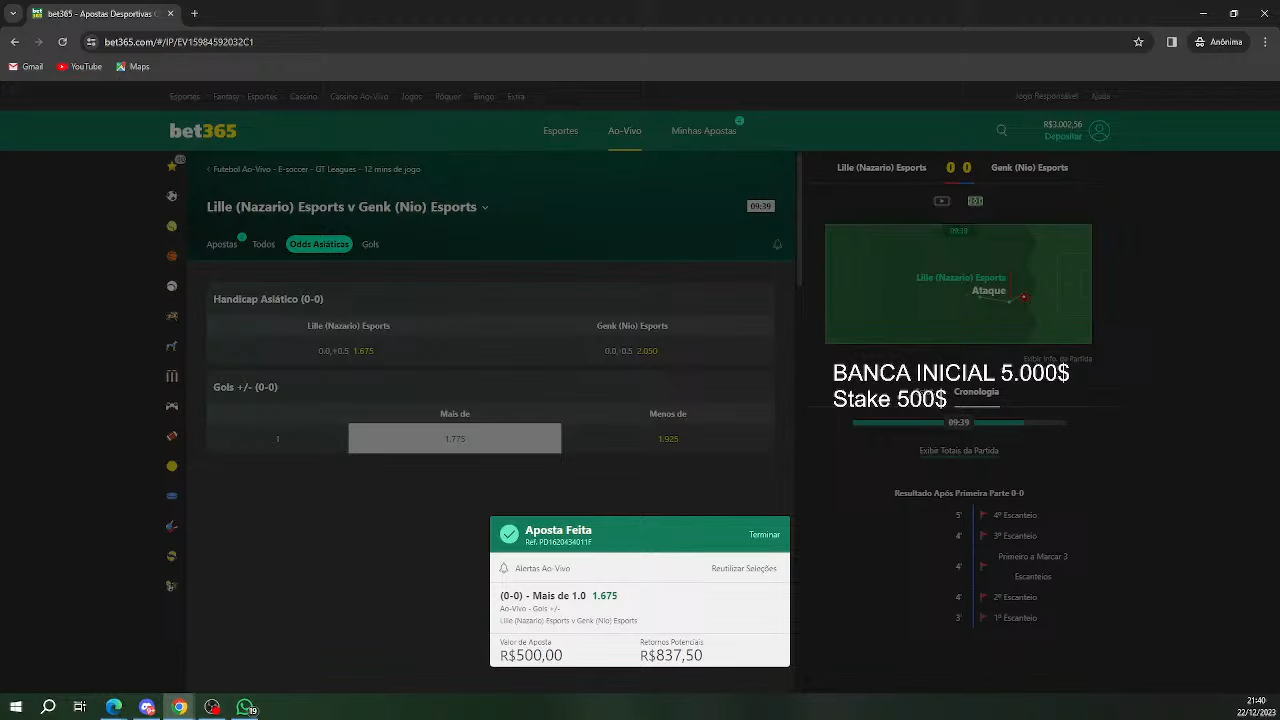 bet365 - Apostas Desportivas
bet365.com/#/IP/EV15984592032C1
Anônima
Gmail
YouTube
Maps
Esportes
Fantasy
Esportes
Cassino
Cassino Ao-Vivo
Jogos
Pôquer
Bingo
Extra
Jogo Responsável
Ajuda
bet365
Esportes
Ao-Vivo
Minhas Apostas
R$3.002,56
Depositar
Futebol Ao-Vivo - E-soccer - GT Leagues - 12 mins de jogo
Lille (Nazario) Esports v Genk (Nio) Esports
09:39
Apostas
Todos
Odds Asiáticas
Gols
Handicap Asiático (0-0)
Lille (Nazario) Esports
Genk (Nio) Esports
0.0,+0.5 1.675
0.0,-0.5 2.050
Gols +/- (0-0)
Mais de
Menos de
1
1.775
1.925
Aposta Feita
Ref. PD1620434011F
Terminar
Alertas Ao-Vivo
Reutilizar Seleções
(0-0) - Mais de 1.0 1.675
Ao-Vivo - Gols +/-
Lille (Nazario) Esports v Genk (Nio) Esports
Valor de Aposta
Retornos Potenciais
R$500,00
R$837,50
Lille (Nazario) Esports
0 0
Genk (Nio) Esports
09:39
Lille (Nazario) Esports
Ataque
Exibir Info. da Partida
BANCA INICIAL 5.000$
Stake 500$
Cronologia
09:39
Exibir Totais da Partida
Resultado Após Primeira Parte 0-0
5' 4º Escanteio
4' 3º Escanteio
4' Primeiro a Marcar 3
Escanteios
4' 2º Escanteio
3' 1º Escanteio
21:40
22/12/2023